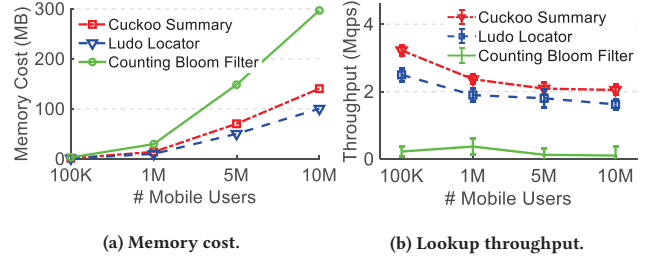 Memory Cost (MB)
300
200
100
0
Cuckoo Summary
Ludo Locator
Counting Bloom Filter
100K 1M 5M 10M
# Mobile Users
(a) Memory cost.
Throughput (Mqps)
4
2
0
Cuckoo Summary
Ludo Locator
Counting Bloom Filter
100K 1M 5M 10M
# Mobile Users
(b) Lookup throughput.